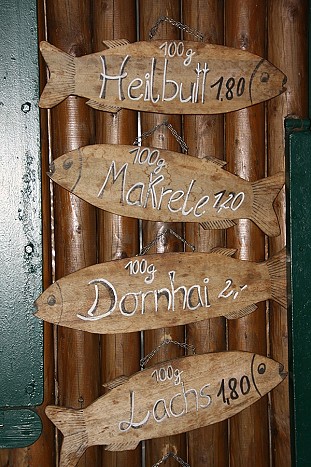 100g
Heilbutt 1,80
100g
Makrele 1,20
100g
Dornhai 2,-
100g
Lachs 1,80